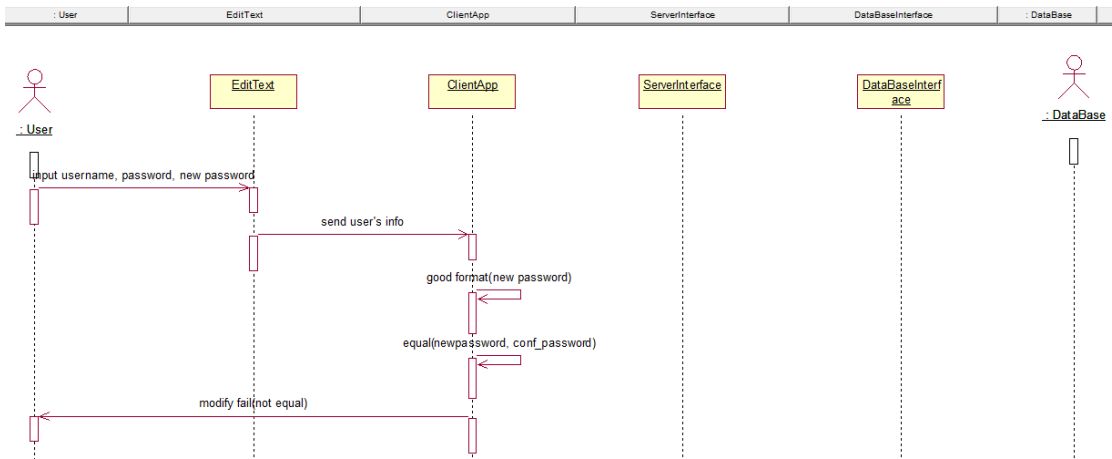 : User EditText ClientApp ServerInterface DataBaseInterface : DataBase
EditText ClientApp ServerInterface DataBaseInterf
ace
: User : DataBase
input username, password, new password
send user's info
good format(new password)
equal(newpassword, conf_password)
modify fail(not equal)